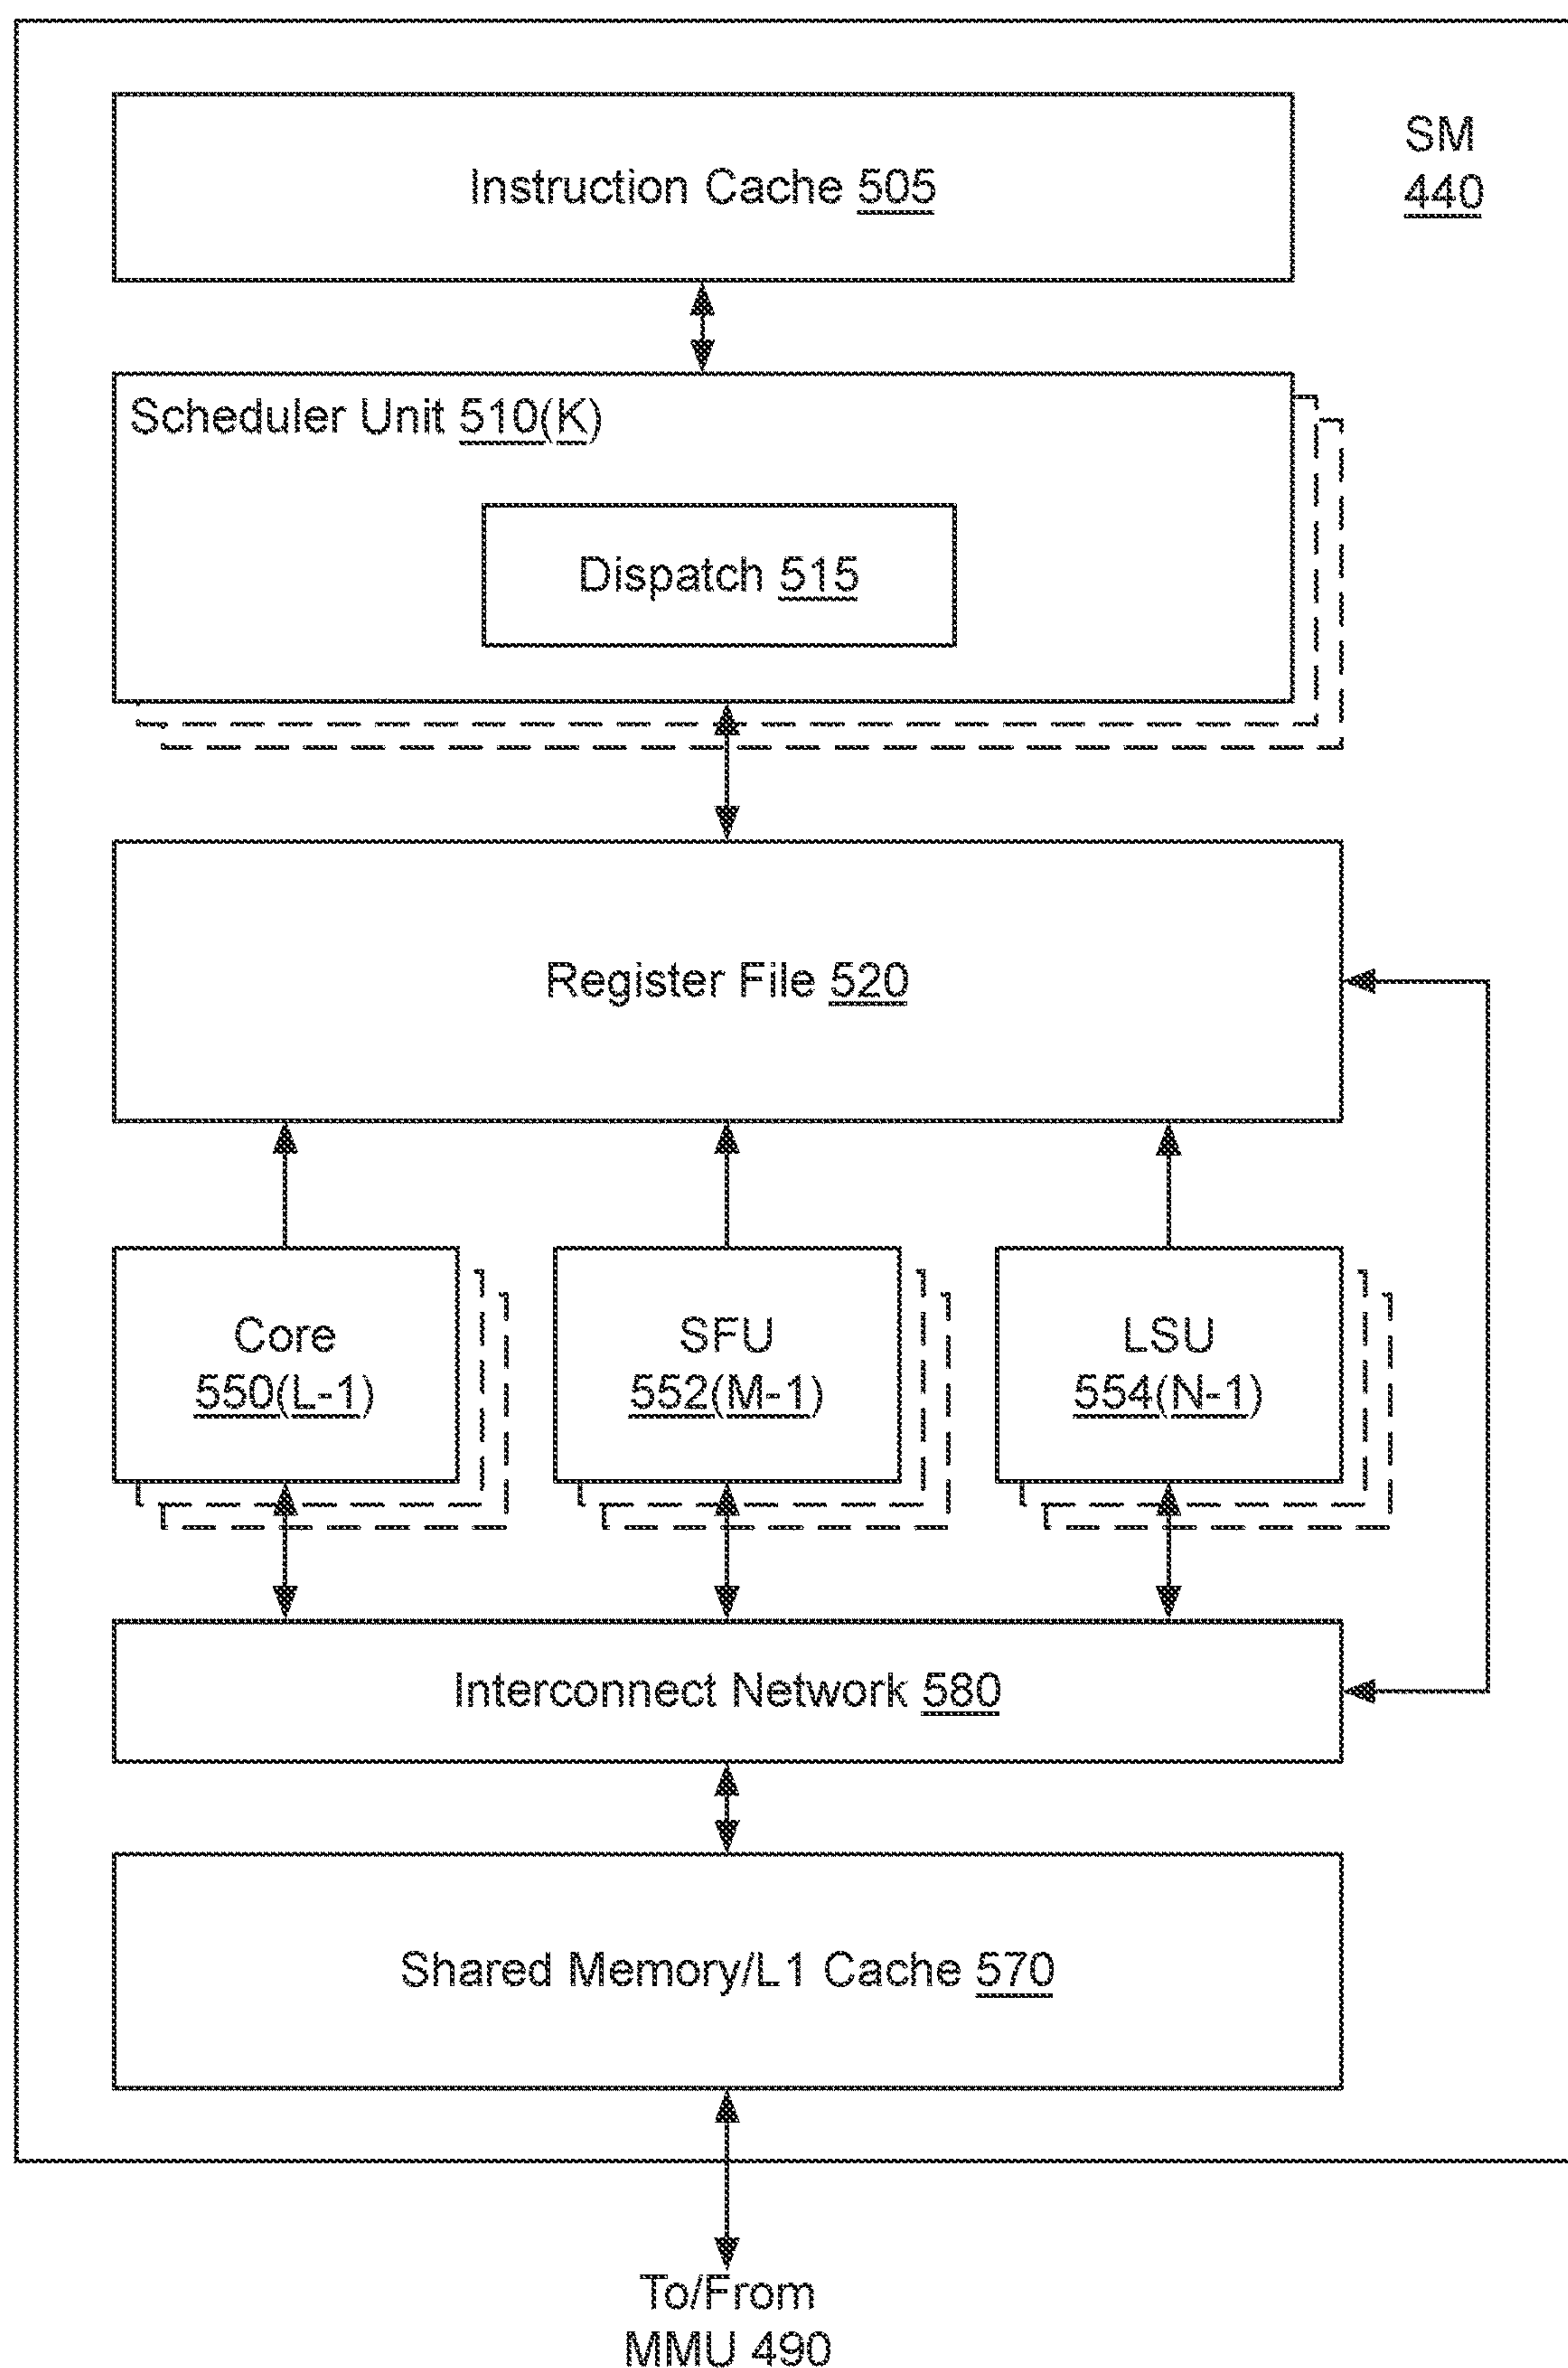 Instruction Cache 505
SM
440
Scheduler Unit 510(K)
Dispatch 515
Register File 520
Core
550(L-1)
SFU
552(M-1)
LSU
554(N-1)
Interconnect Network 580
Shared Memory/L1 Cache 570
To/From
MMU 490